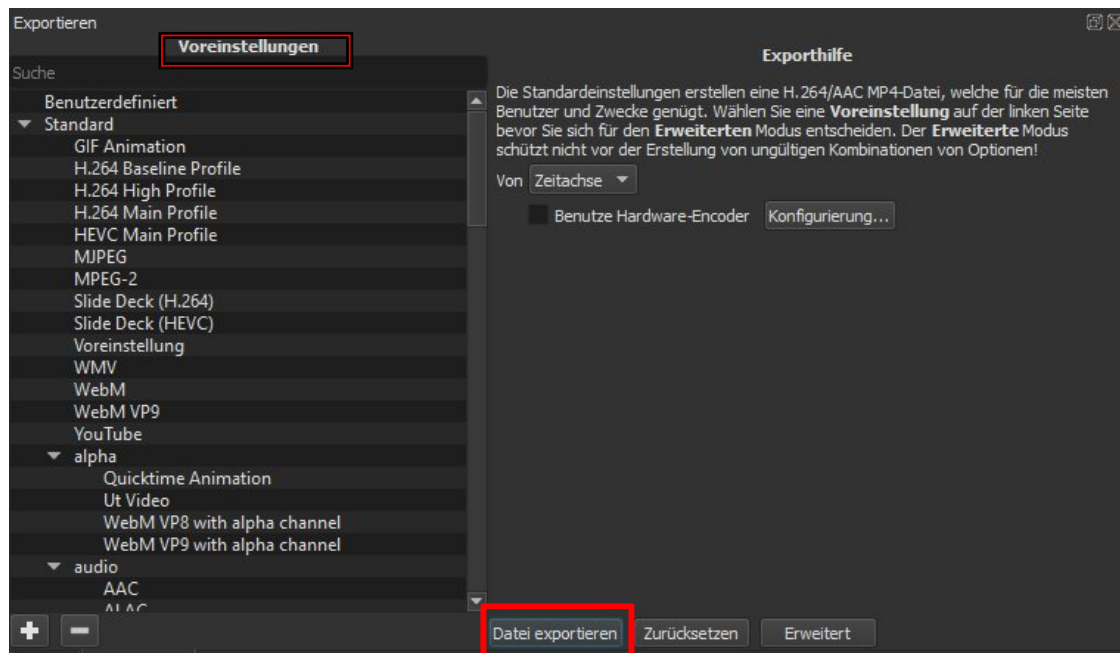 Exportieren
Voreinstellungen
Suche
Benutzerdefiniert
Standard
GIF Animation
H.264 Baseline Profile
H.264 High Profile
H.264 Main Profile
HEVC Main Profile
MJPEG
MPEG-2
Slide Deck (H.264)
Slide Deck (HEVC)
Voreinstellung
WMV
WebM
WebM VP9
YouTube
alpha
Quicktime Animation
Ut Video
WebM VP8 with alpha channel
WebM VP9 with alpha channel
audio
AAC
ALAC
Exporthilfe
Die Standardeinstellungen erstellen eine H.264/AAC MP4-Datei, welche für die meisten
Benutzer und Zwecke genügt. Wählen Sie eine Voreinstellung auf der linken Seite
bevor Sie sich für den Erweiterten Modus entscheiden. Der Erweiterte Modus
schützt nicht vor der Erstellung von ungültigen Kombinationen von Optionen!
Von Zeitachse
Benutze Hardware-Encoder Konfigurierung...
Datei exportieren Zurücksetzen Erweitert